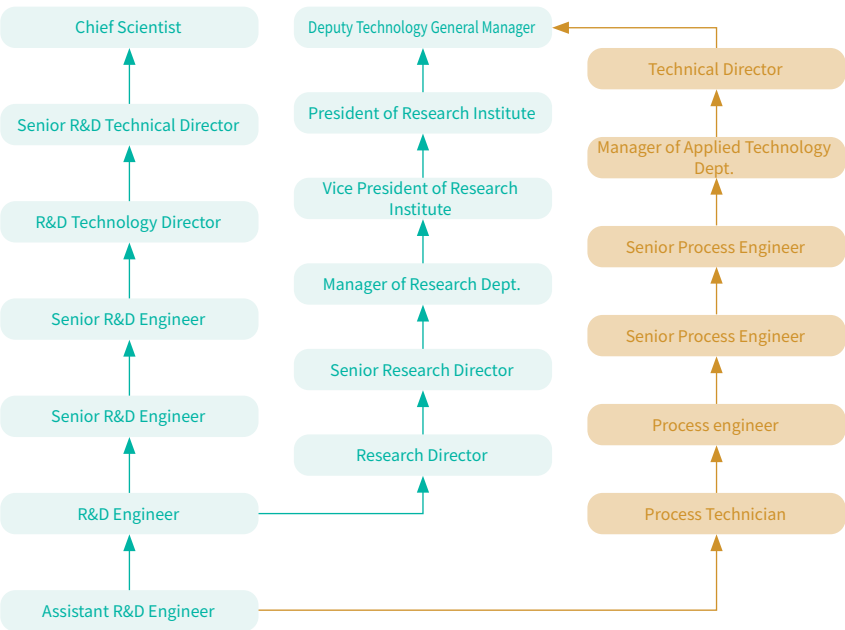 Chief Scientist
Senior R&D Technical Director
R&D Technology Director
Senior R&D Engineer
Senior R&D Engineer
R&D Engineer
Assistant R&D Engineer
Deputy Technology General Manager
President of Research Institute
Vice President of Research
Institute
Manager of Research Dept.
Senior Research Director
Research Director
Technical Director
Manager of Applied Technology
Dept.
Senior Process Engineer
Senior Process Engineer
Process engineer
Process Technician